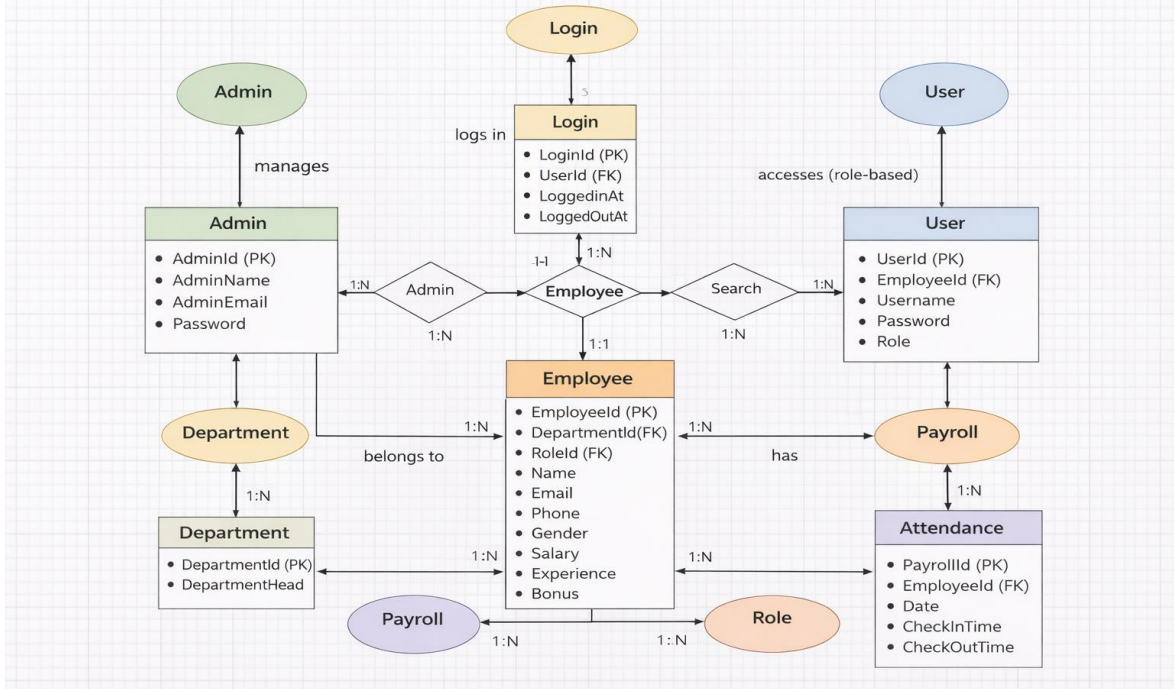 Login
Admin
User
logs in
Login
LoginId (PK)
UserId (FK)
LoggedinAt
LoggedOutAt
manages
accesses (role-based)
Admin
AdminId (PK)
AdminName
AdminEmail
Password
User
UserId (PK)
EmployeeId (FK)
Username
Password
Role
1:N
1:N
Admin
1:N
Employee
Search
1:N
1:N
1:1
Employee
EmployeeId (PK)
DepartmentId(FK)
RoleId (FK)
Name
Email
Phone
Gender
Salary
Experience
Bonus
Department
1:N
belongs to
1:N
has
Payroll
1:N
1:N
Department
DepartmentId (PK)
DepartmentHead
1:N
1:N
Attendance
PayrollId (PK)
EmployeeId (FK)
Date
CheckInTime
CheckOutTime
Payroll
1:N
1::N
Role